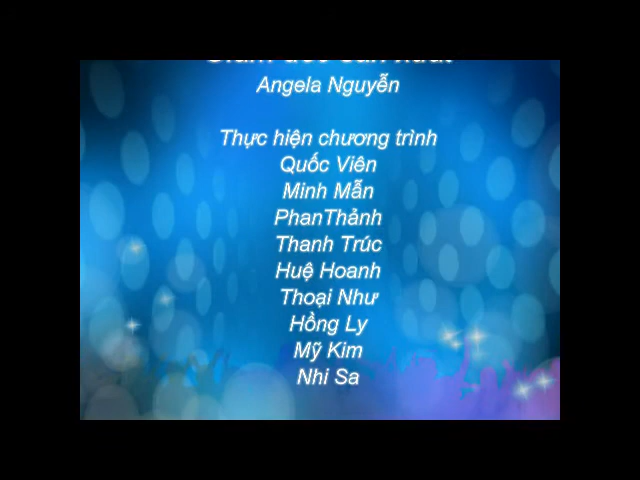 Angela Nguyễn
Thực hiện chương trình
Quốc Viên
Minh Mẫn
PhanThảnh
Thanh Trúc
Huệ Hoanh
Thoại Như
Hồng Ly
Mỹ Kim
Nhi Sa